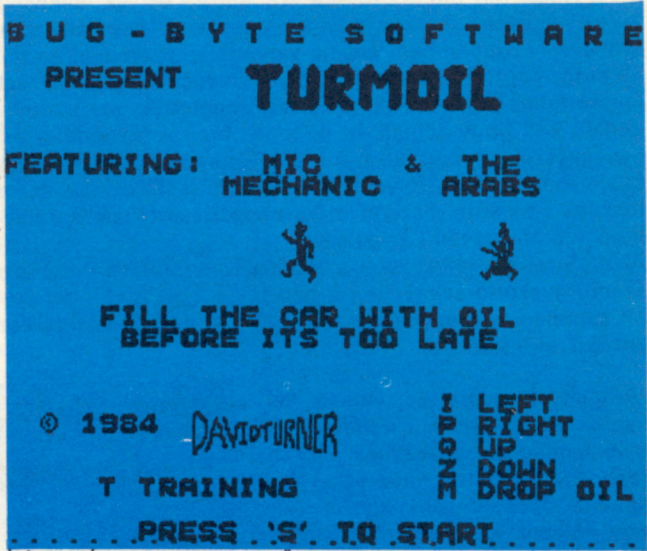 BUG-BYTE SOFTWARE
PRESENT TURMOIL
FEATURING: MIC MECHANIC & THE ARABS
FILL THE CAR WITH OIL
BEFORE ITS TOO LATE
© 1984 DAVIDTURNER
I LEFT
P RIGHT
Q UP
Z DOWN
M DROP OIL
T TRAINING
PRESS 'S' TO START